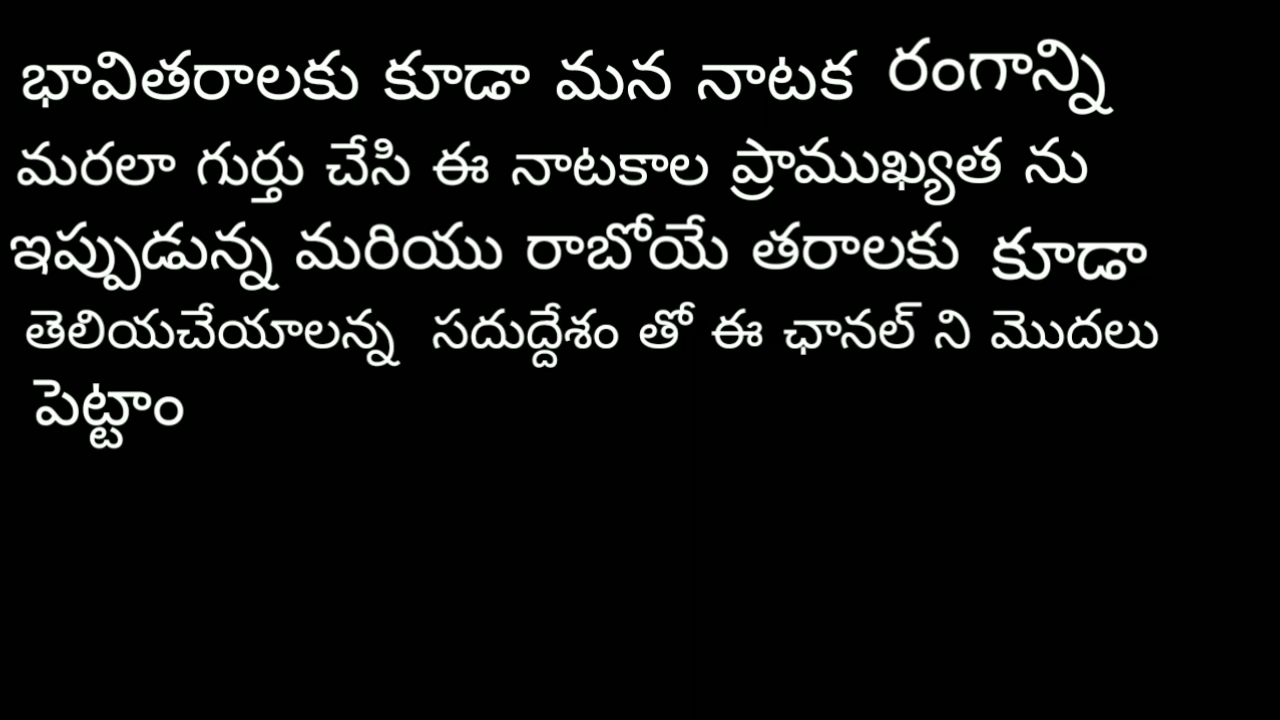 భావితరాలకు కూడా మన నాటక రంగాన్ని
మరలా గుర్తు చేసి ఈ నాటకాల ప్రాముఖ్యత ను
ఇప్పుడున్న మరియు రాబోయే తరాలకు కూడా
తెలియచేయాలన్న సదుద్దేశం తో ఈ ఛానల్ ని మొదలు
పెట్టాం